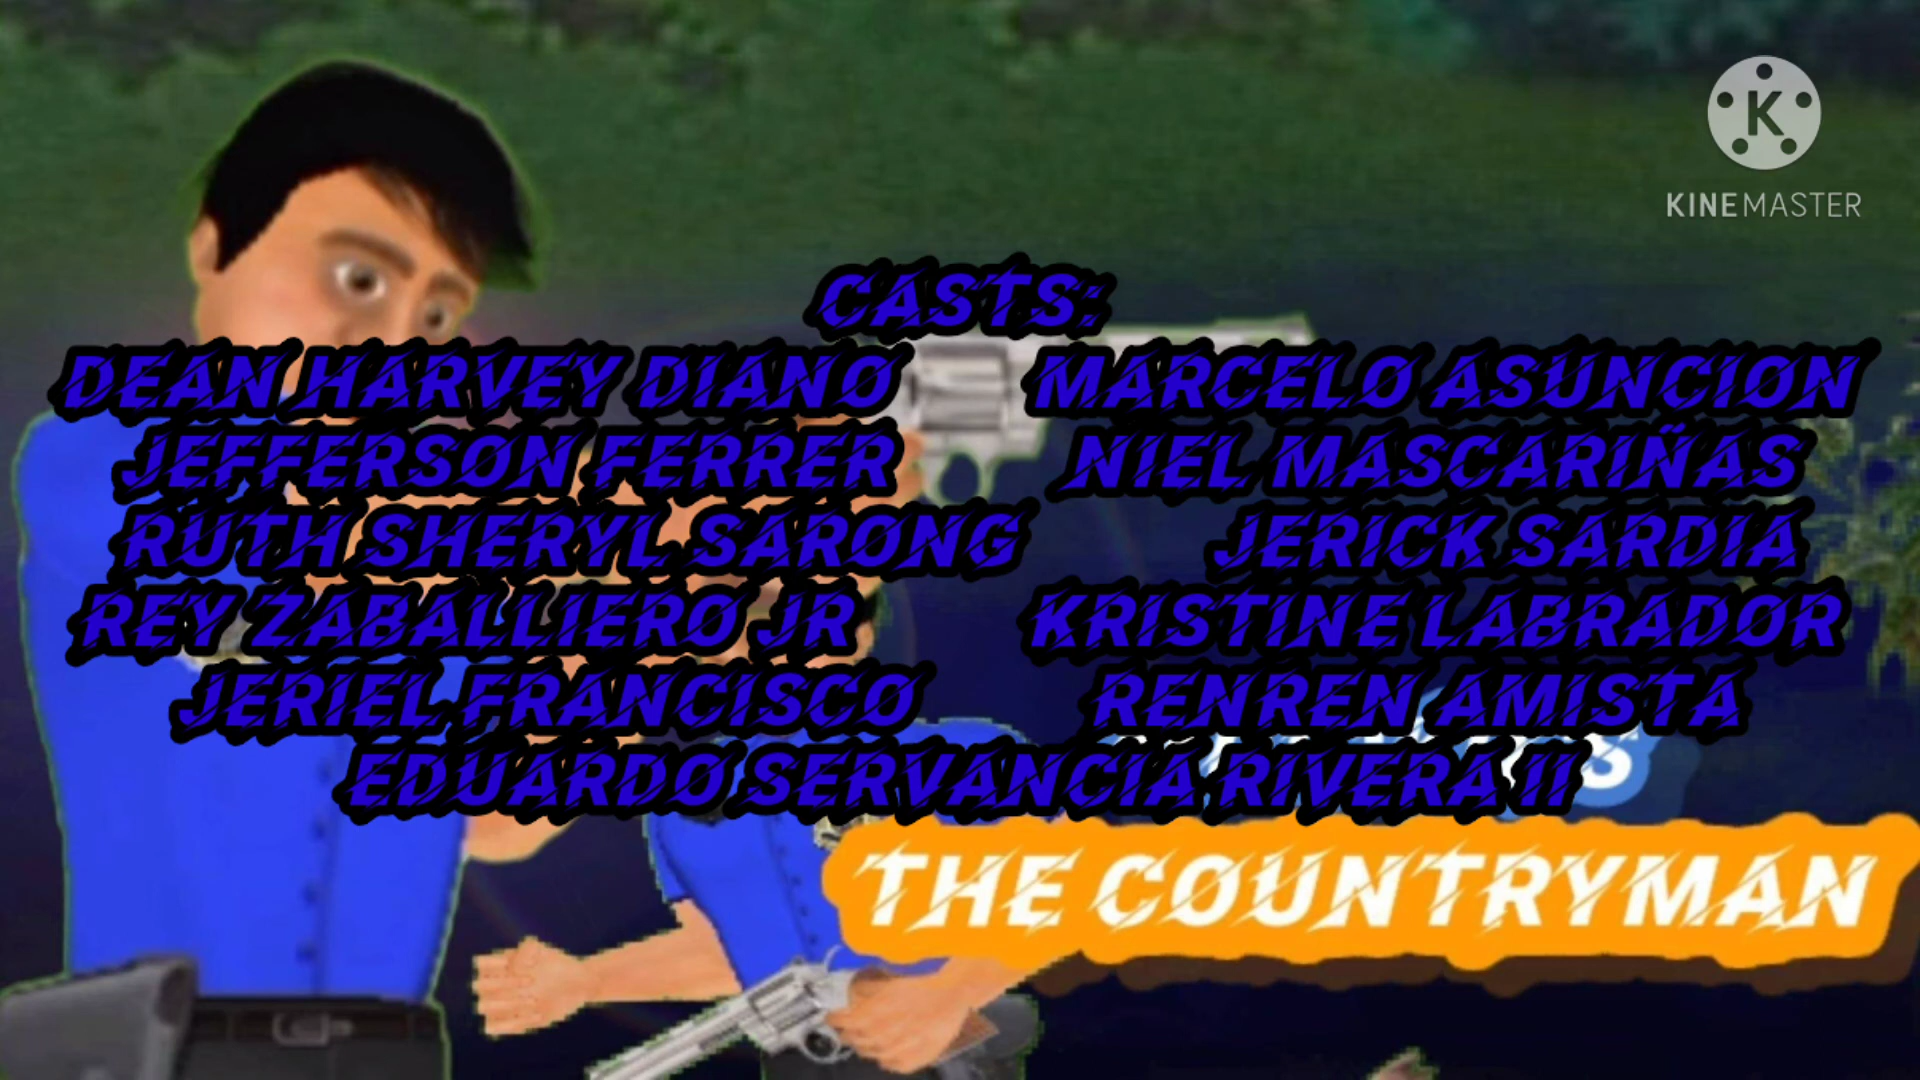 KINEMASTER
CASTS:
DEAN HARVEY DIANO MARCELO ASUNCION
JEFFERSON FERRER NIEL MASCARIÑAS
RUTH SHERYL SARONG JERICK SARDIA
REY ZABALLIERO JR KRISTINE LABRADOR
JERIEL FRANCISCO RENREN AMISTA
EDUARDO SERVANCIA RIVERA II
THE COUNTRYMAN